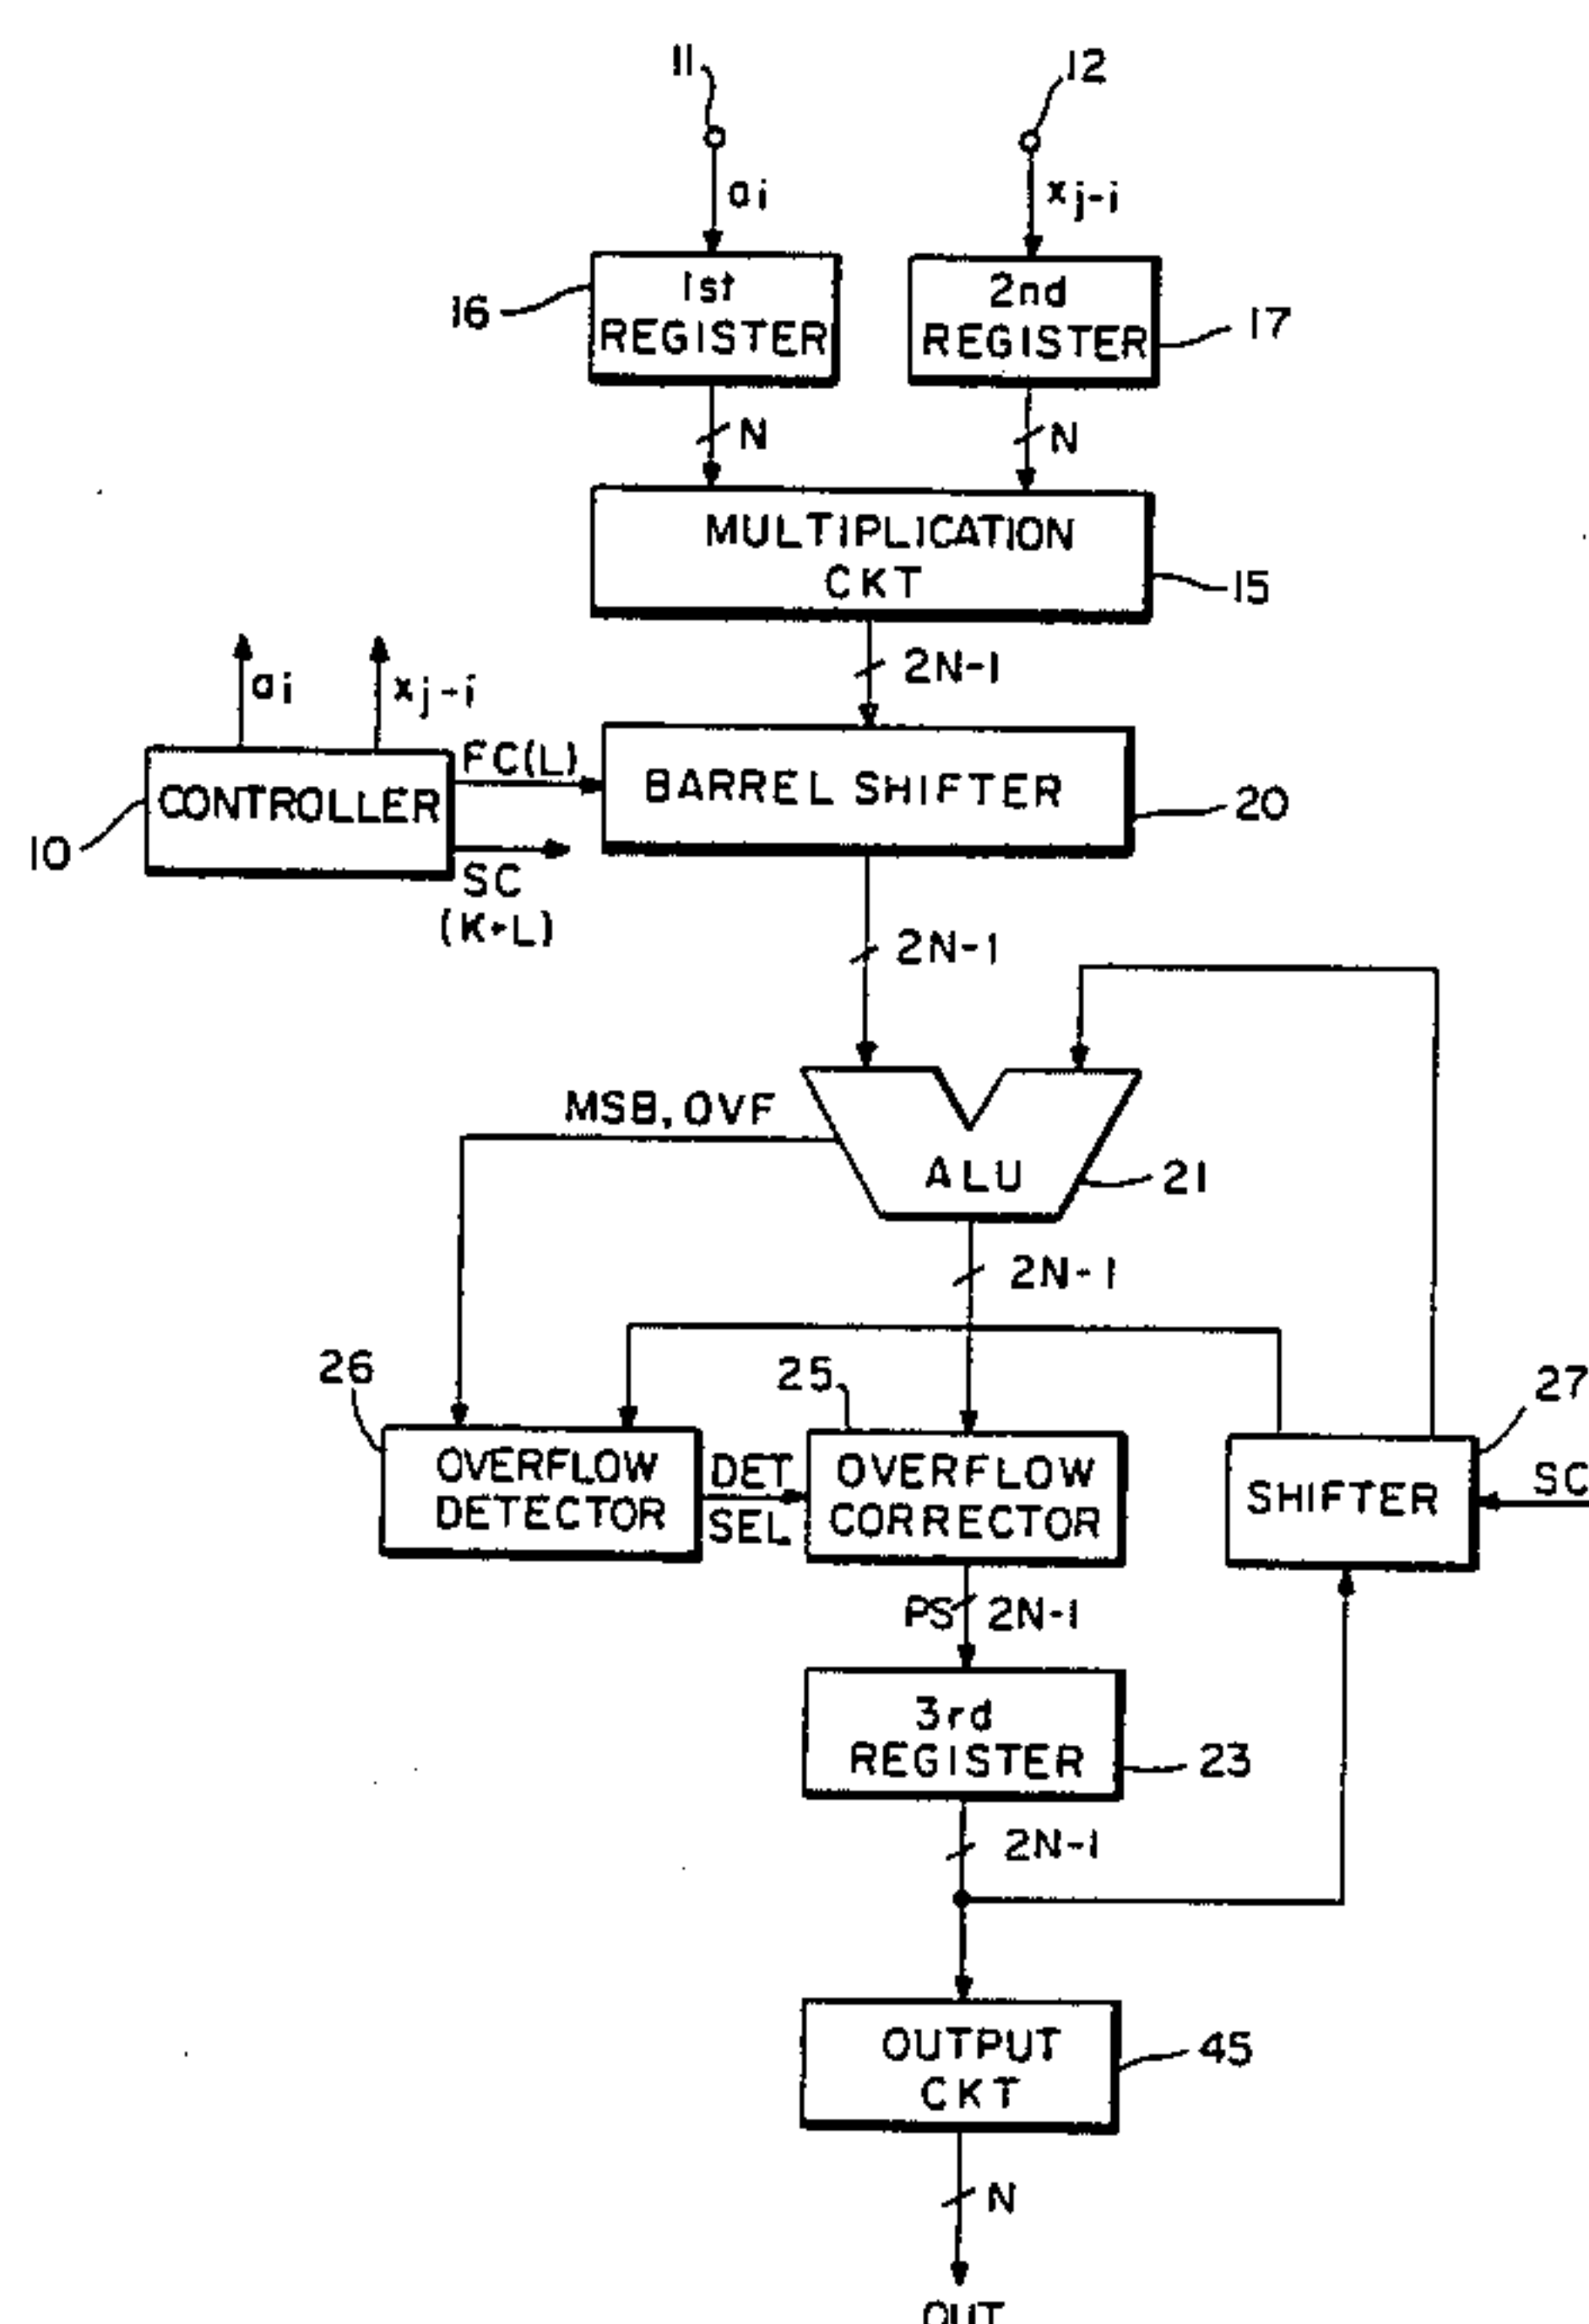 11
12
ai
xj-i
1st
REGISTER
16
2nd
REGISTER
17
N
N
MULTIPLICATION
CKT
15
2N-1
ai
xj-i
FC(L)
CONTROLLER
10
SC
(K+L)
BARREL SHIFTER
20
2N-1
MSB, OVF
ALU
21
2N-1
26
25
27
OVERFLOW
DETECTOR
DET
SEL
OVERFLOW
CORRECTOR
SHIFTER
SC
PS
2N-1
3rd
REGISTER
23
2N-1
OUTPUT
CKT
45
N
OUT